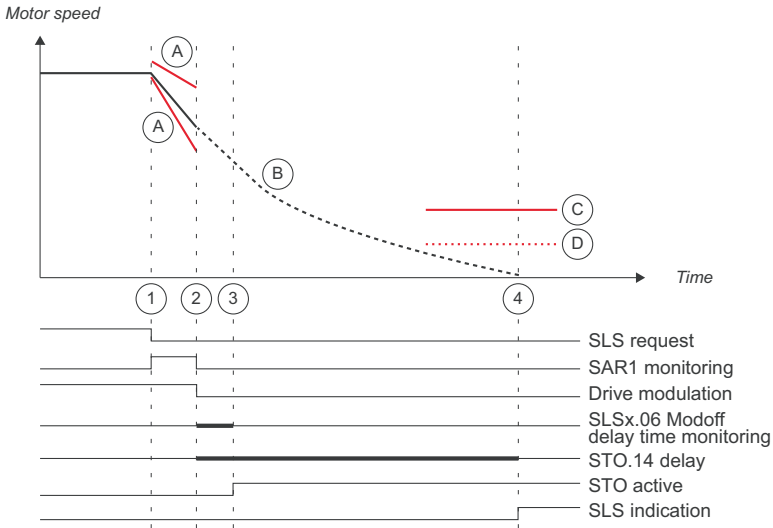 Motor speed
A
A
B
C
D
Time
1
2
3
4
SLS request
SAR1 monitoring
Drive modulation
SLSx.06 Modoff
delay time monitoring
STO.14 delay
STO active
SLS indication